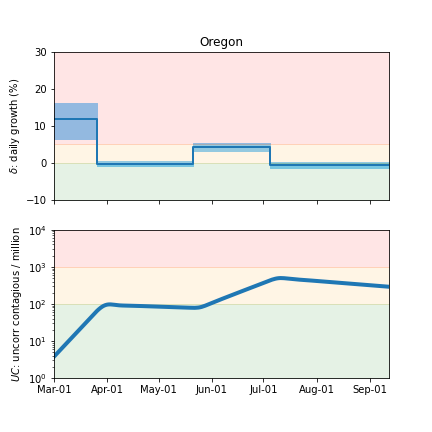 Oregon
δ: daily growth (%)
30
20
10
0
−10
UC: uncorr contagious / million
10⁴
10³
10²
10¹
10⁰
Mar-01 Apr-01 May-01 Jun-01 Jul-01 Aug-01 Sep-01